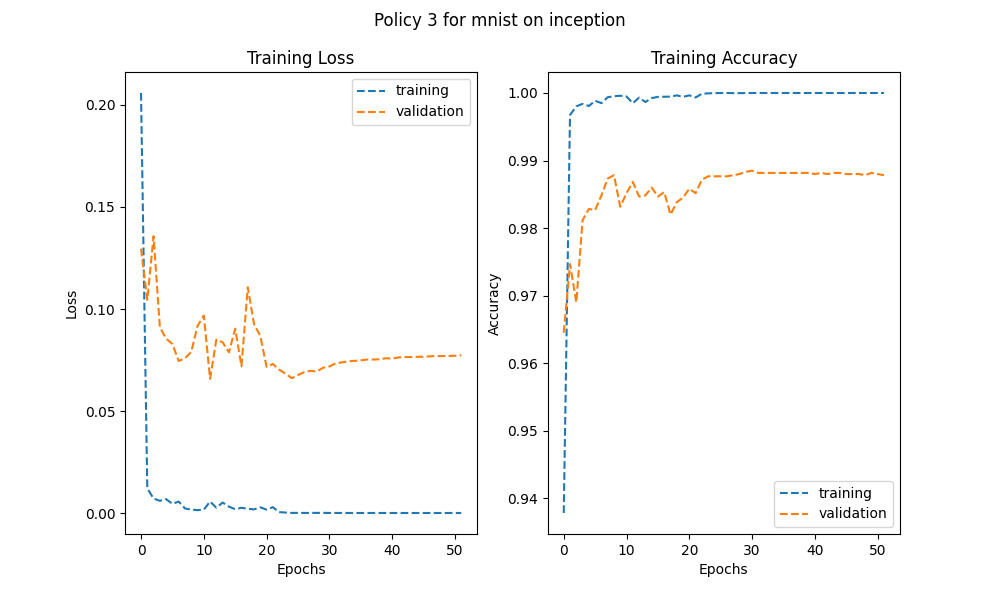 Policy 3 for mnist on inception
Training Loss
training
validation
0.20
0.15
0.10
0.05
0.00
Loss
0 10 20 30 40 50
Epochs
Training Accuracy
1.00
0.99
0.98
0.97
0.96
0.95
0.94
Accuracy
training
validation
0 10 20 30 40 50
Epochs